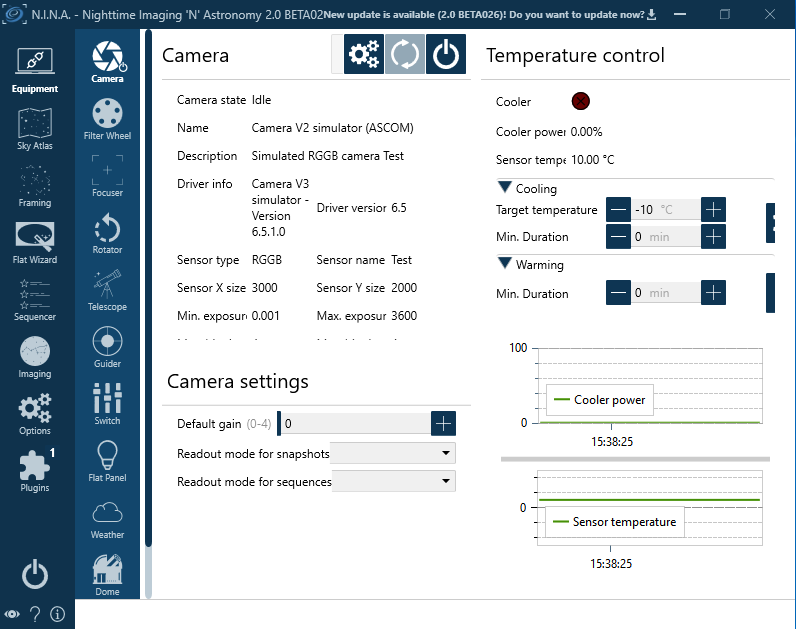 N.I.N.A. - Nighttime Imaging 'N' Astronomy 2.0 BETA02
New update is available (2.0 BETA026)! Do you want to update now?
Equipment
Sky Atlas
Framing
Flat Wizard
Sequencer
Imaging
Options
1
Plugins
?
Camera
Filter Wheel
Focuser
Rotator
Telescope
Guider
Switch
Flat Panel
Weather
Dome
Camera
Camera state Idle
Name Camera V2 simulator (ASCOM)
Description Simulated RGGB camera Test
Driver info Camera V3
simulator -
Version
6.5.1.0
Driver version 6.5
Sensor type RGGB Sensor name Test
Sensor X size 3000 Sensor Y size 2000
Min. exposur 0.001 Max. exposur 3600
Camera settings
Default gain (0-4) 0
Readout mode for snapshots
Readout mode for sequences
Temperature control
Cooler
Cooler power 0.00%
Sensor tempe 10.00 °C
Cooling
Target temperature -10 °C
Min. Duration 0 min
Warming
Min. Duration 0 min
100
Cooler power
0
15:38:25
0
Sensor temperature
15:38:25